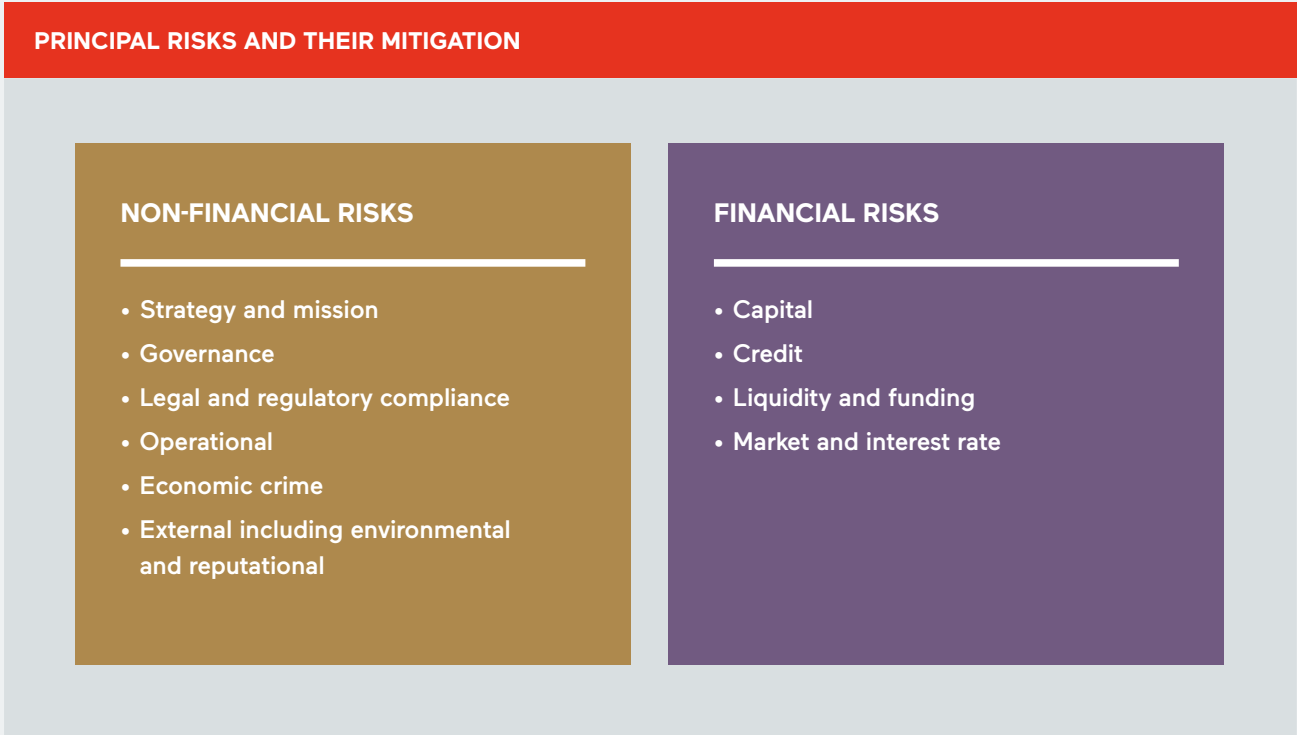 PRINCIPAL RISKS AND THEIR MITIGATION
NON-FINANCIAL RISKS
• Strategy and mission
• Governance
• Legal and regulatory compliance
• Operational
• Economic crime
• External including environmental
and reputational
FINANCIAL RISKS
• Capital
• Credit
• Liquidity and funding
• Market and interest rate